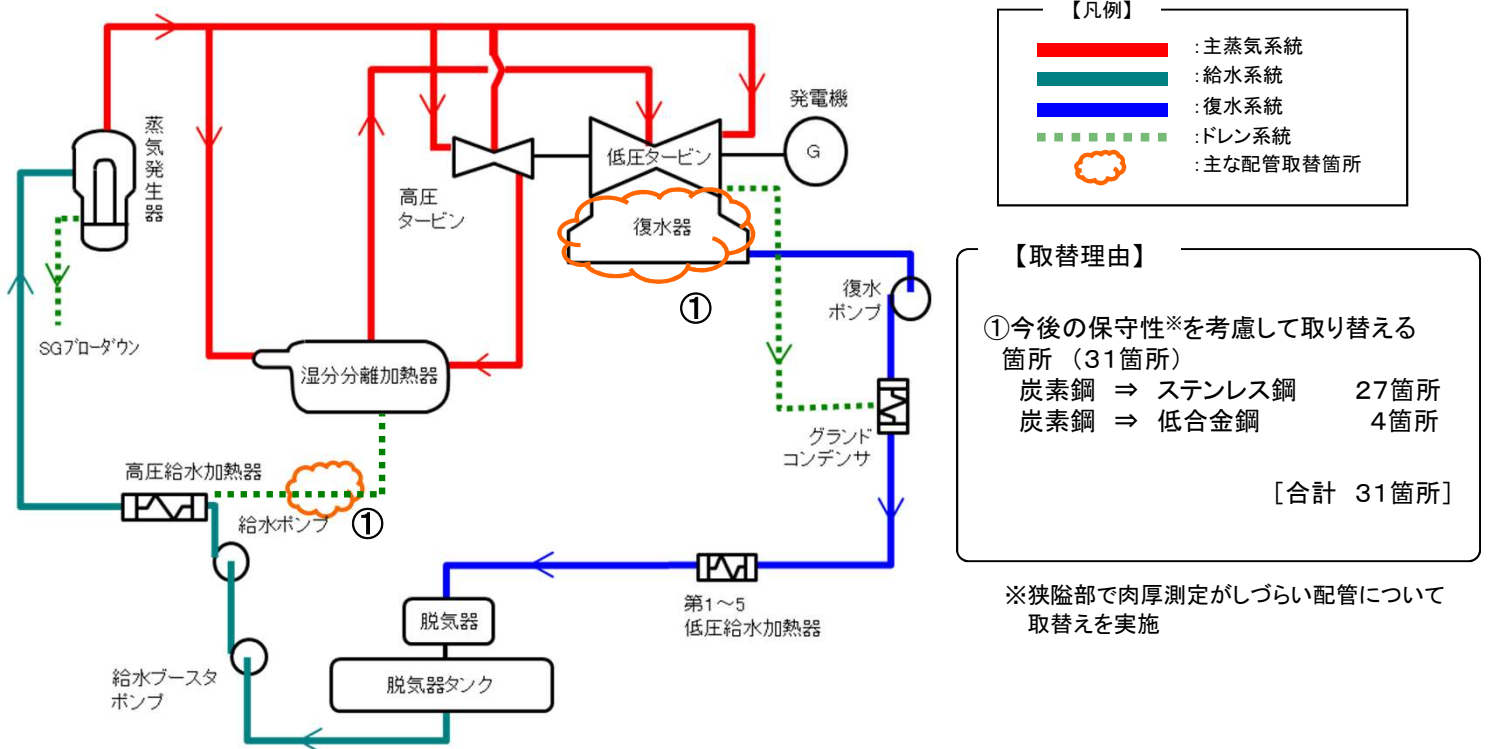 【凡例】
:主蒸気系統
:給水系統
:復水系統
:ドレン系統
:主な配管取替箇所
蒸気発生器
SGブローダウン
高圧
タービン
低圧タービン
発電機
G
復水器
①
復水
ポンプ
湿分分離加熱器
グランド
コンデンサ
高圧給水加熱器
給水ポンプ
①
第1~5
低圧給水加熱器
脱気器
脱気器タンク
給水ブースタ
ポンプ
【取替理由】
①今後の保守性※を考慮して取り替える
箇所 (31箇所)
炭素鋼 ⇒ ステンレス鋼 27箇所
炭素鋼 ⇒ 低合金鋼 4箇所
[合計 31箇所]
※狭隘部で肉厚測定がしづらい配管について
取替えを実施